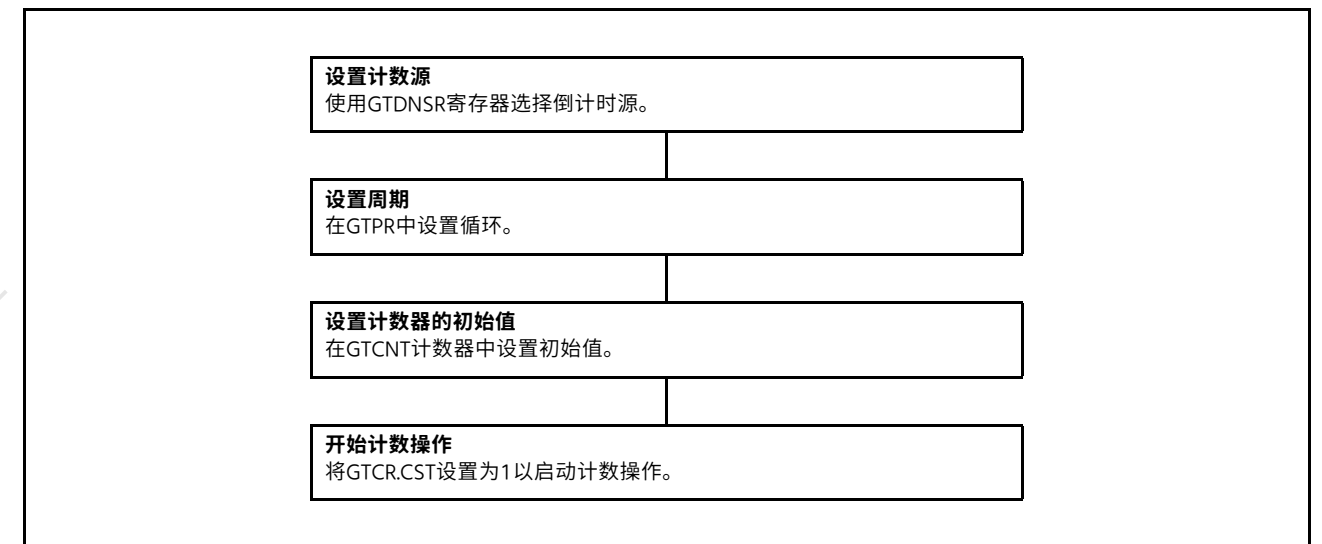 设置计数源
使用GTDNSR寄存器选择倒计时源。
设置周期
在GTPR中设置循环。
设置计数器的初始值
在GTCNT计数器中设置初始值。
开始计数操作
将GTCR.CST设置为1以启动计数操作。